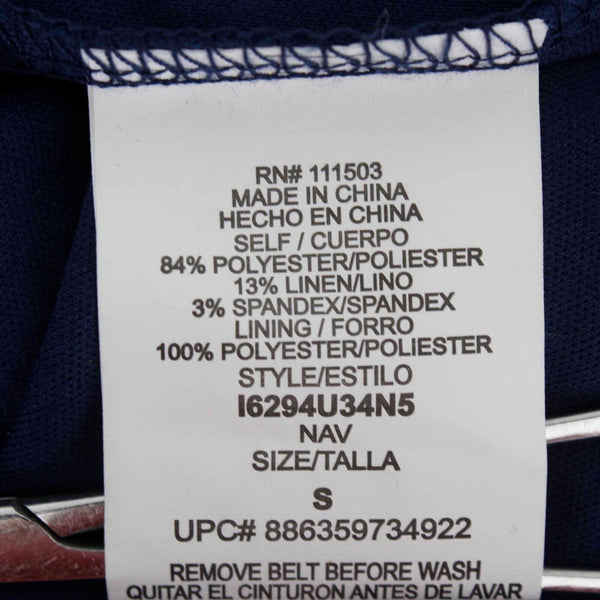 RN# 111503
MADE IN CHINA
HECHO EN CHINA
SELF / CUERPO
84% POLYESTER/POLIESTER
13% LINEN/LINO
3% SPANDEX/SPANDEX
LINING / FORRO
100% POLYESTER/POLIESTER
STYLE/ESTILO
I6294U34N5
NAV
SIZE/TALLA
S
UPC# 886359734922
REMOVE BELT BEFORE WASH
QUITAR EL CINTURON ANTES DE LAVAR